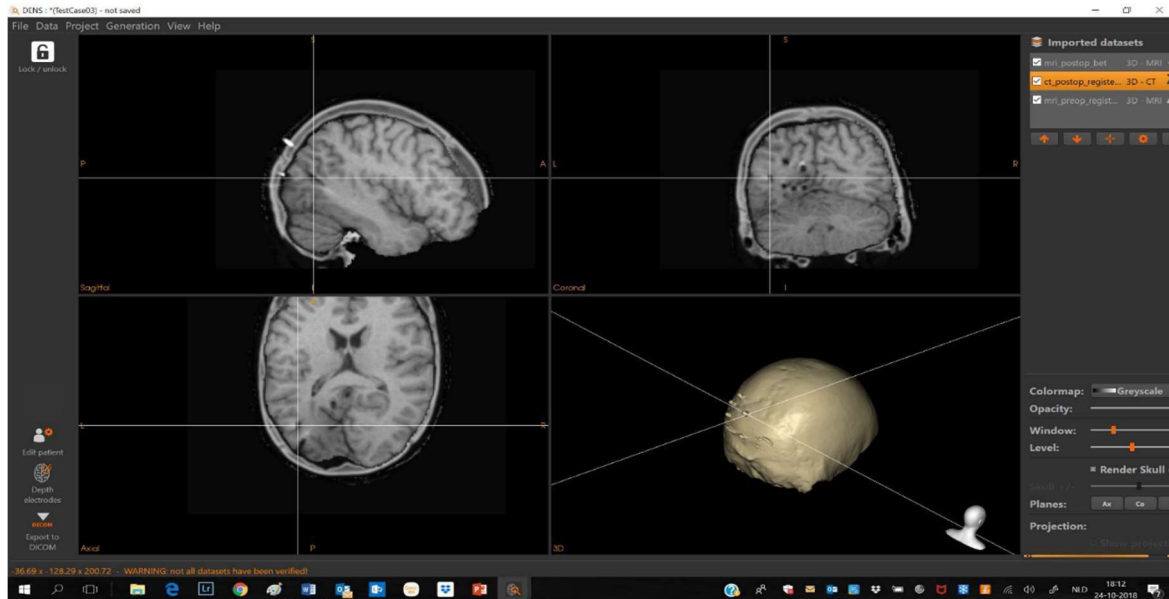 DENS : *(TestCase03) - not saved
File Data Project Generation View Help
Lock / unlock
S
P
A
Sagittal
I
S
L
R
Coronal
I
A
L
R
Axial
P
3D
Edit patient
Depth
electrodes
DICOM
Export to
DICOM
Imported datasets
mri_postop_bet 3D - MRI
ct_postop_registe... 3D - CT
mri_preop_regist... 3D - MRI
Colormap: Greyscale
Opacity:
Window:
Level:
Render Skull
Skull +/-
Planes: Ax Co
Projection:
-36.69 x -128.29 x 200.72 - WARNING: not all datasets have been verified!
Lr
NLD
18:12
24-10-2018